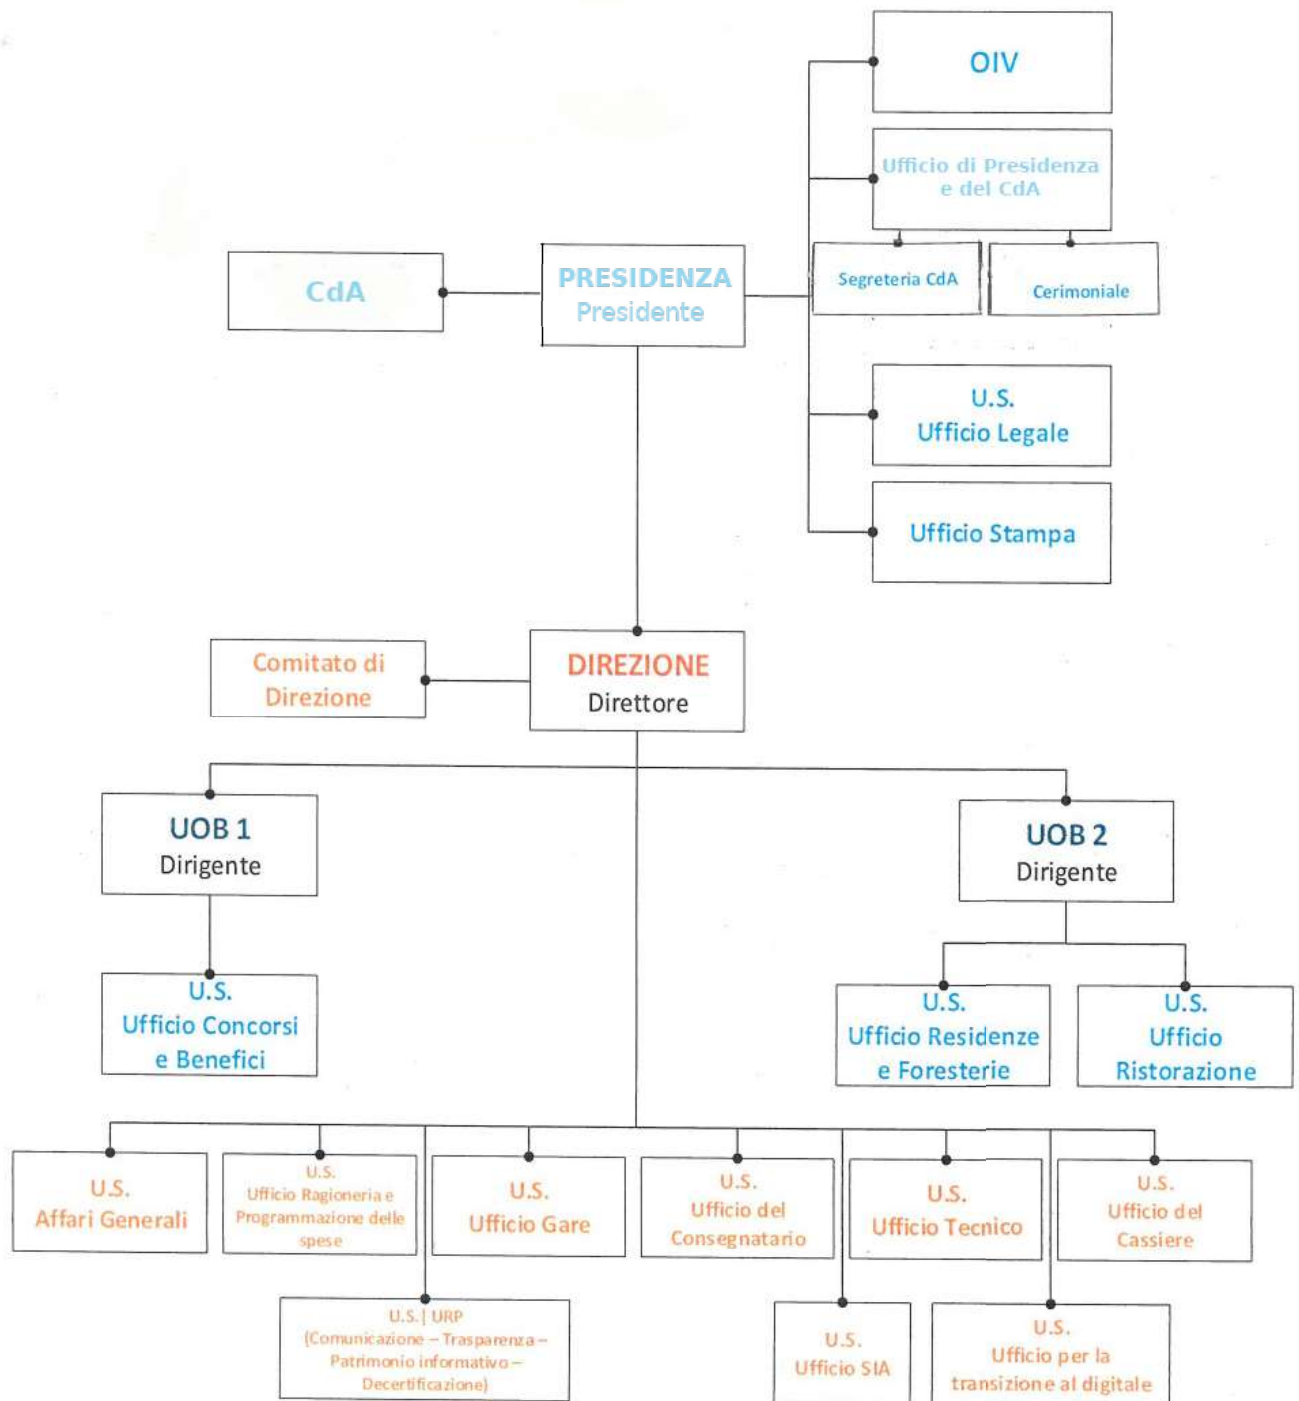 OIV
Ufficio di Presidenza
e del CdA
Segreteria CdA
Cerimoniale
CdA
PRESIDENZA
Presidente
U.S.
Ufficio Legale
Ufficio Stampa
Comitato di
Direzione
DIREZIONE
Direttore
UOB 1
Dirigente
UOB 2
Dirigente
U.S.
Ufficio Concorsi
e Benefici
U.S.
Ufficio Residenze
e Foresterie
U.S.
Ufficio
Ristorazione
U.S.
Affari Generali
U.S.
Ufficio Ragioneria e
Programmazione delle
spese
U.S.
Ufficio Gare
U.S.
Ufficio del
Consegnatario
U.S.
Ufficio Tecnico
U.S.
Ufficio del
Cassiere
U.S.| URP
(Comunicazione – Trasparenza –
Patrimonio informativo –
Decertificazione)
U.S.
Ufficio SIA
U.S.
Ufficio per la
transizione al digitale